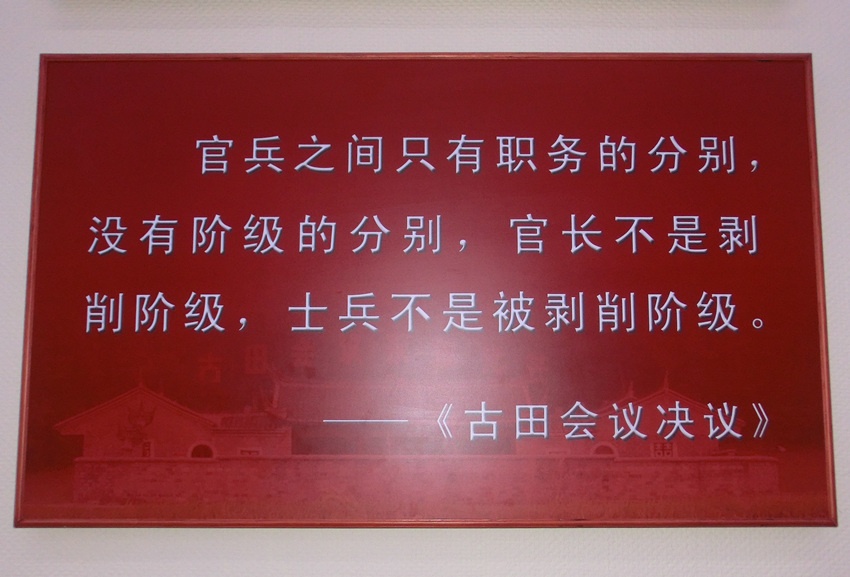 官兵之间只有职务的分别，
没有阶级的分别，官长不是剥
削阶级，士兵不是被剥削阶级。
——《古田会议决议》